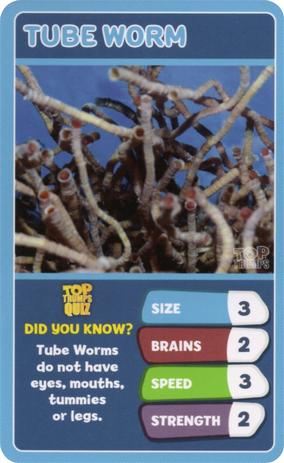 TUBE WORM
TOP
TRUMPS
TOP
TRUMPS
QUIZ
DID YOU KNOW?
Tube Worms
do not have
eyes, mouths,
tummies
or legs.
SIZE 3
BRAINS 2
SPEED 3
STRENGTH 2